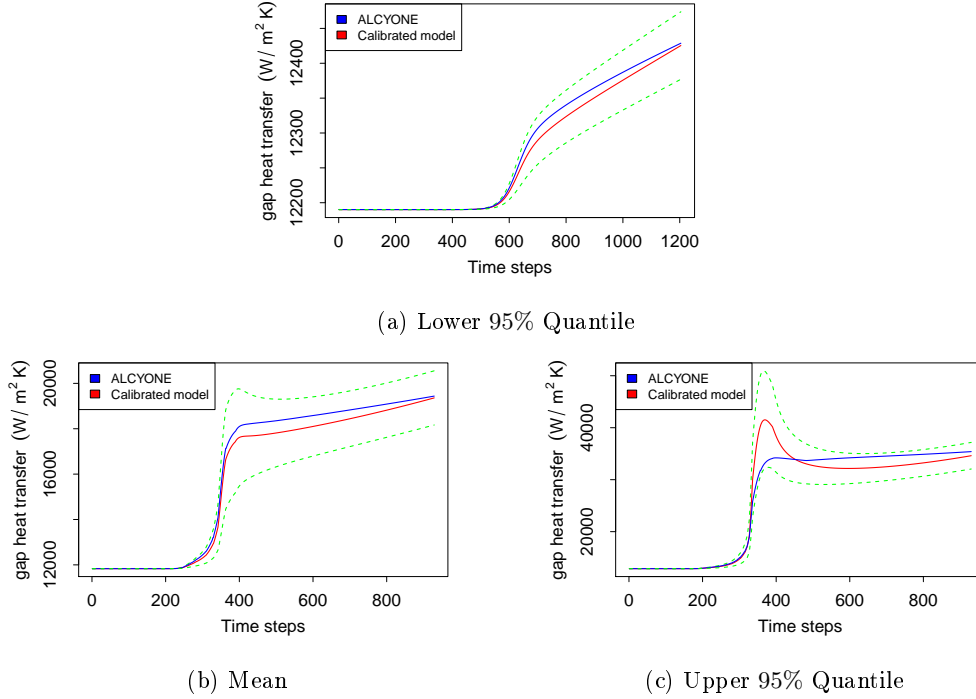 ALCYONE
Calibrated model
gap heat transfer (W / m² K)
12200 12300 12400
0 200 400 600 800 1000 1200
Time steps
(a) Lower 95% Quantile
ALCYONE
Calibrated model
gap heat transfer (W / m² K)
12000 16000 20000
0 200 400 600 800
Time steps
(b) Mean
ALCYONE
Calibrated model
gap heat transfer (W / m² K)
20000 40000
0 200 400 600 800
Time steps
(c) Upper 95% Quantile